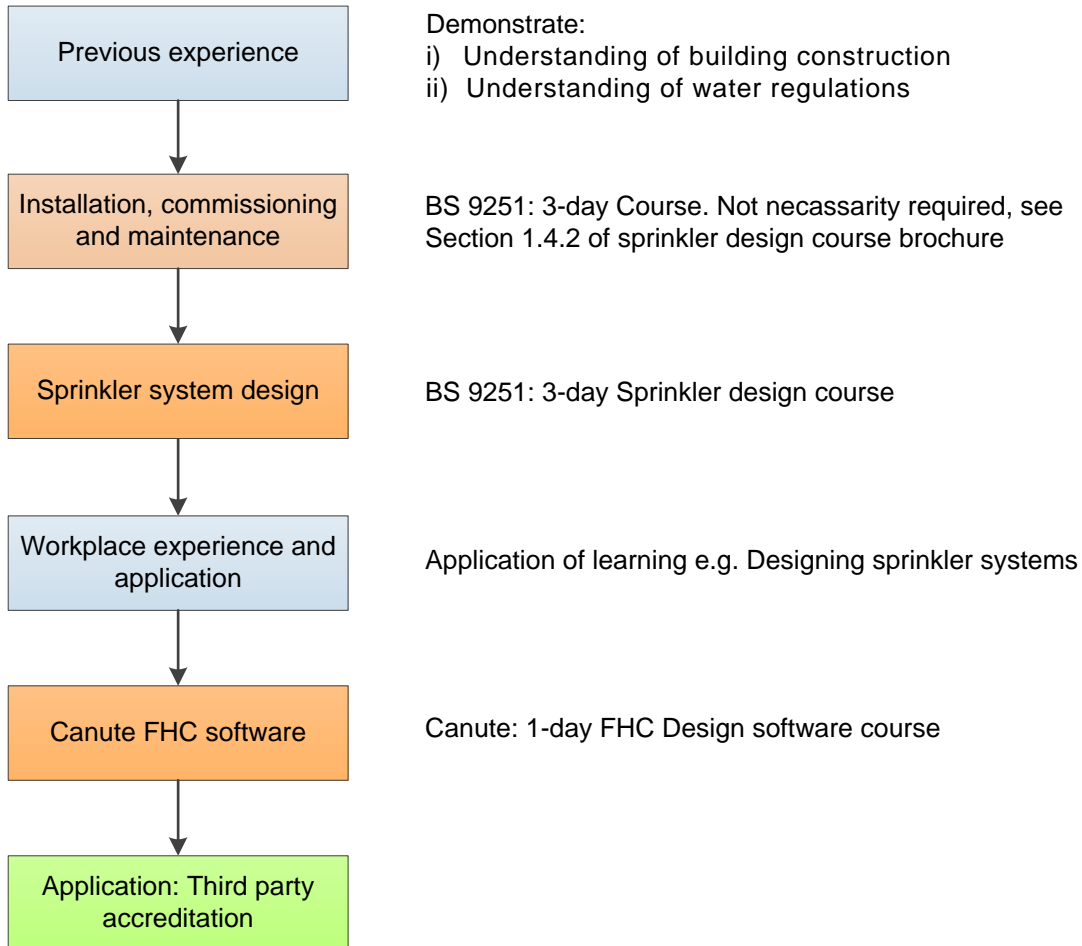 Previous experience
Demonstrate:
i) Understanding of building construction
ii) Understanding of water regulations
Installation, commissioning
and maintenance
BS 9251: 3-day Course. Not necassarity required, see
Section 1.4.2 of sprinkler design course brochure
Sprinkler system design
BS 9251: 3-day Sprinkler design course
Workplace experience and
application
Application of learning e.g. Designing sprinkler systems
Canute FHC software
Canute: 1-day FHC Design software course
Application: Third party
accreditation